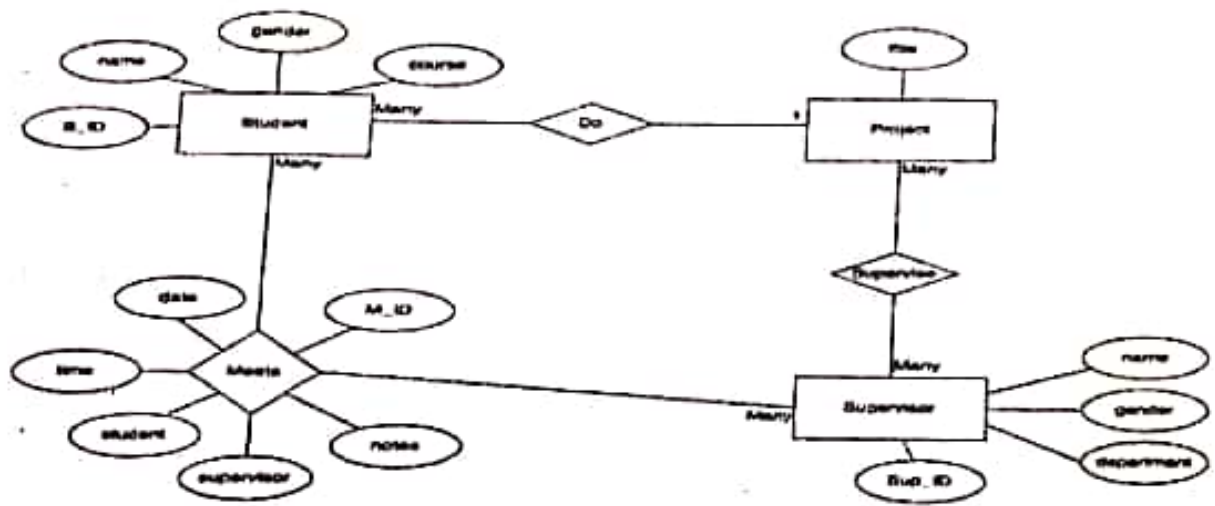 gender
name
course
title
S_ID
Student
Many
Do
1
Project
Many
Many
Supervise
date
M_ID
time
Meets
Many
name
Many
Supervisor
gender
student
notes
supervisor
department
Sup_ID